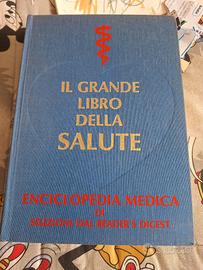 IL GRANDE
LIBRO
DELLA
SALUTE
ENCICLOPEDIA MEDICA
DI
SELEZIONE DAL READER'S DIGEST